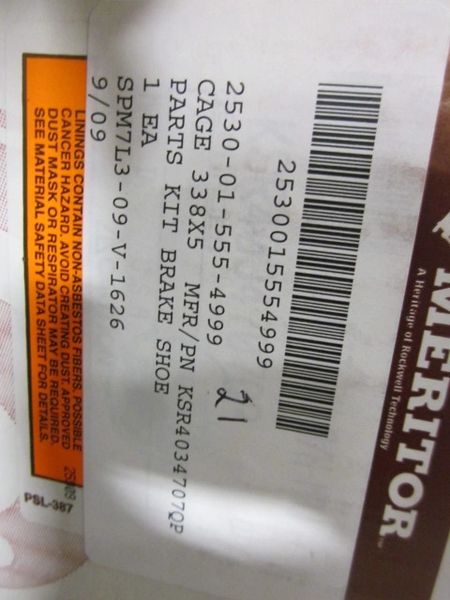 MERITOR™
A Heritage of Rockwell Technology
2530015554999
2530-01-555-4999
21
CAGE 338X5 MFR/PN KSR4034707QP
PARTS KIT BRAKE SHOE
1 EA
SPM7L3-09-V-1626
9/09
LININGS CONTAIN NON-ASBESTOS FIBERS. POSSIBLE
CANCER HAZARD. AVOID CREATING DUST. APPROVED
DUST MASK OR RESPIRATOR MAY BE REQUIRED.
SEE MATERIAL SAFETY DATA SHEET FOR DETAILS.
PSL-387